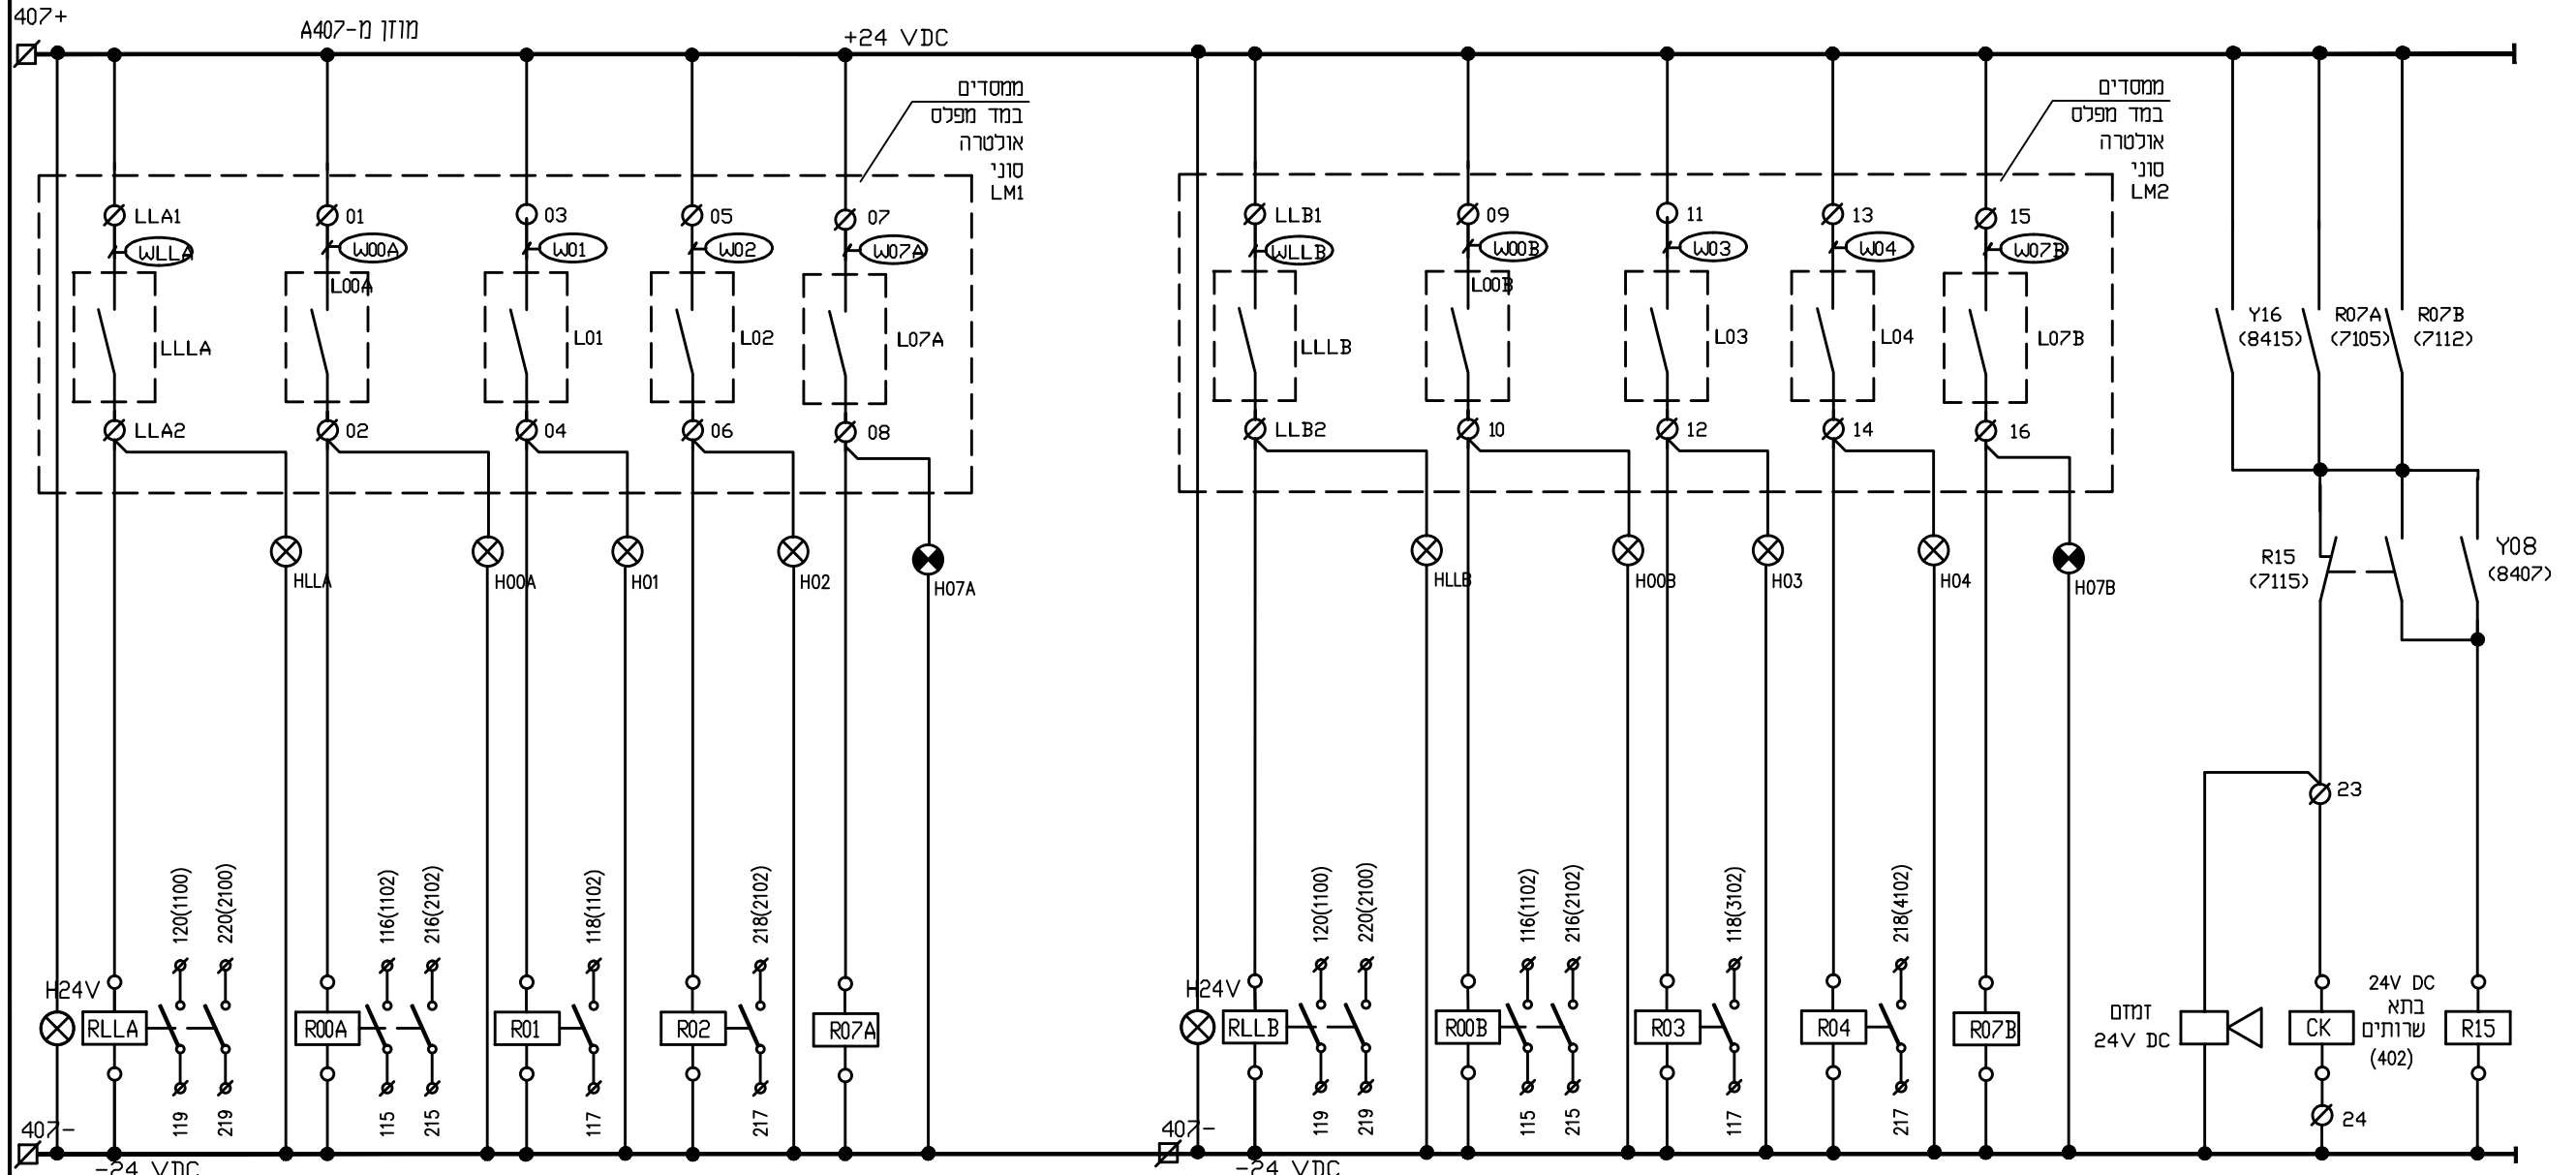 407+
מוזן מ-A407
+24 VDC
ממסדים
במד מפלס
אולטרה
סוני
LM1
ממסדים
במד מפלס
אולטרה
סוני
LM2
LLA1
01
03
05
07
LLB1
09
11
13
15
WLLA
W00A
W01
W02
W07A
WLLB
W00B
W03
W04
W07B
LLLA
L00A
L01
L02
L07A
LLLB
L00B
L03
L04
L07B
Y16
(8415)
R07A
(7105)
R07B
(7112)
LLA2
02
04
06
08
LLB2
10
12
14
16
HLLA
H00A
H01
H02
H07A
HLLB
H00B
H03
H04
H07B
R15
(7115)
Y08
(8407)
23
120(1100)
220(2100)
116(1102)
216(2102)
118(1102)
218(2102)
120(1100)
220(2100)
116(1102)
216(2102)
118(3102)
218(4102)
H24V
RLLA
R00A
R01
R02
R07A
H24V
RLLB
R00B
R03
R04
R07B
זמזם
24V DC
CK
24V DC
בתא
שרותים
(402)
R15
119
219
115
215
117
217
119
219
115
215
117
217
24
407-
-24 VDC
407-
-24 VDC